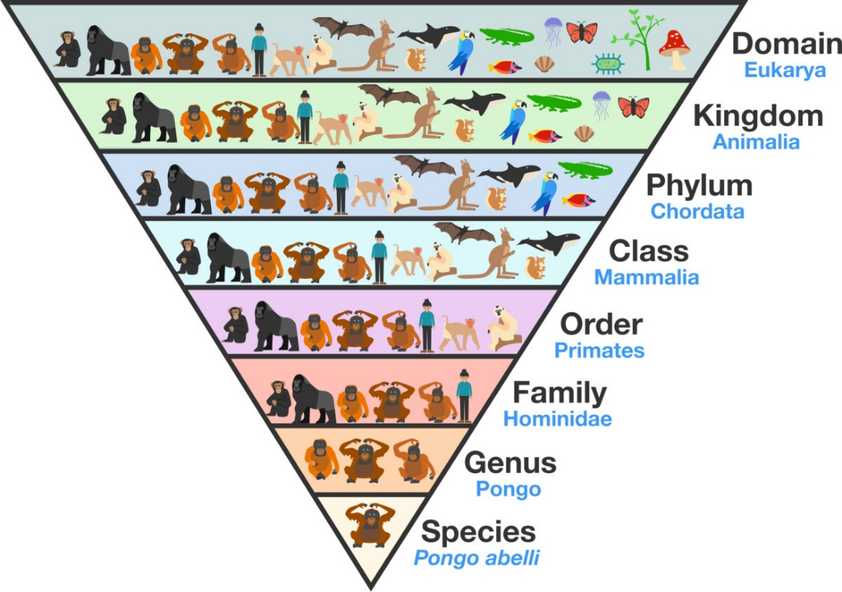 Domain
Eukarya
Kingdom
Animalia
Phylum
Chordata
Class
Mammalia
Order
Primates
Family
Hominidae
Genus
Pongo
Species
Pongo abelli